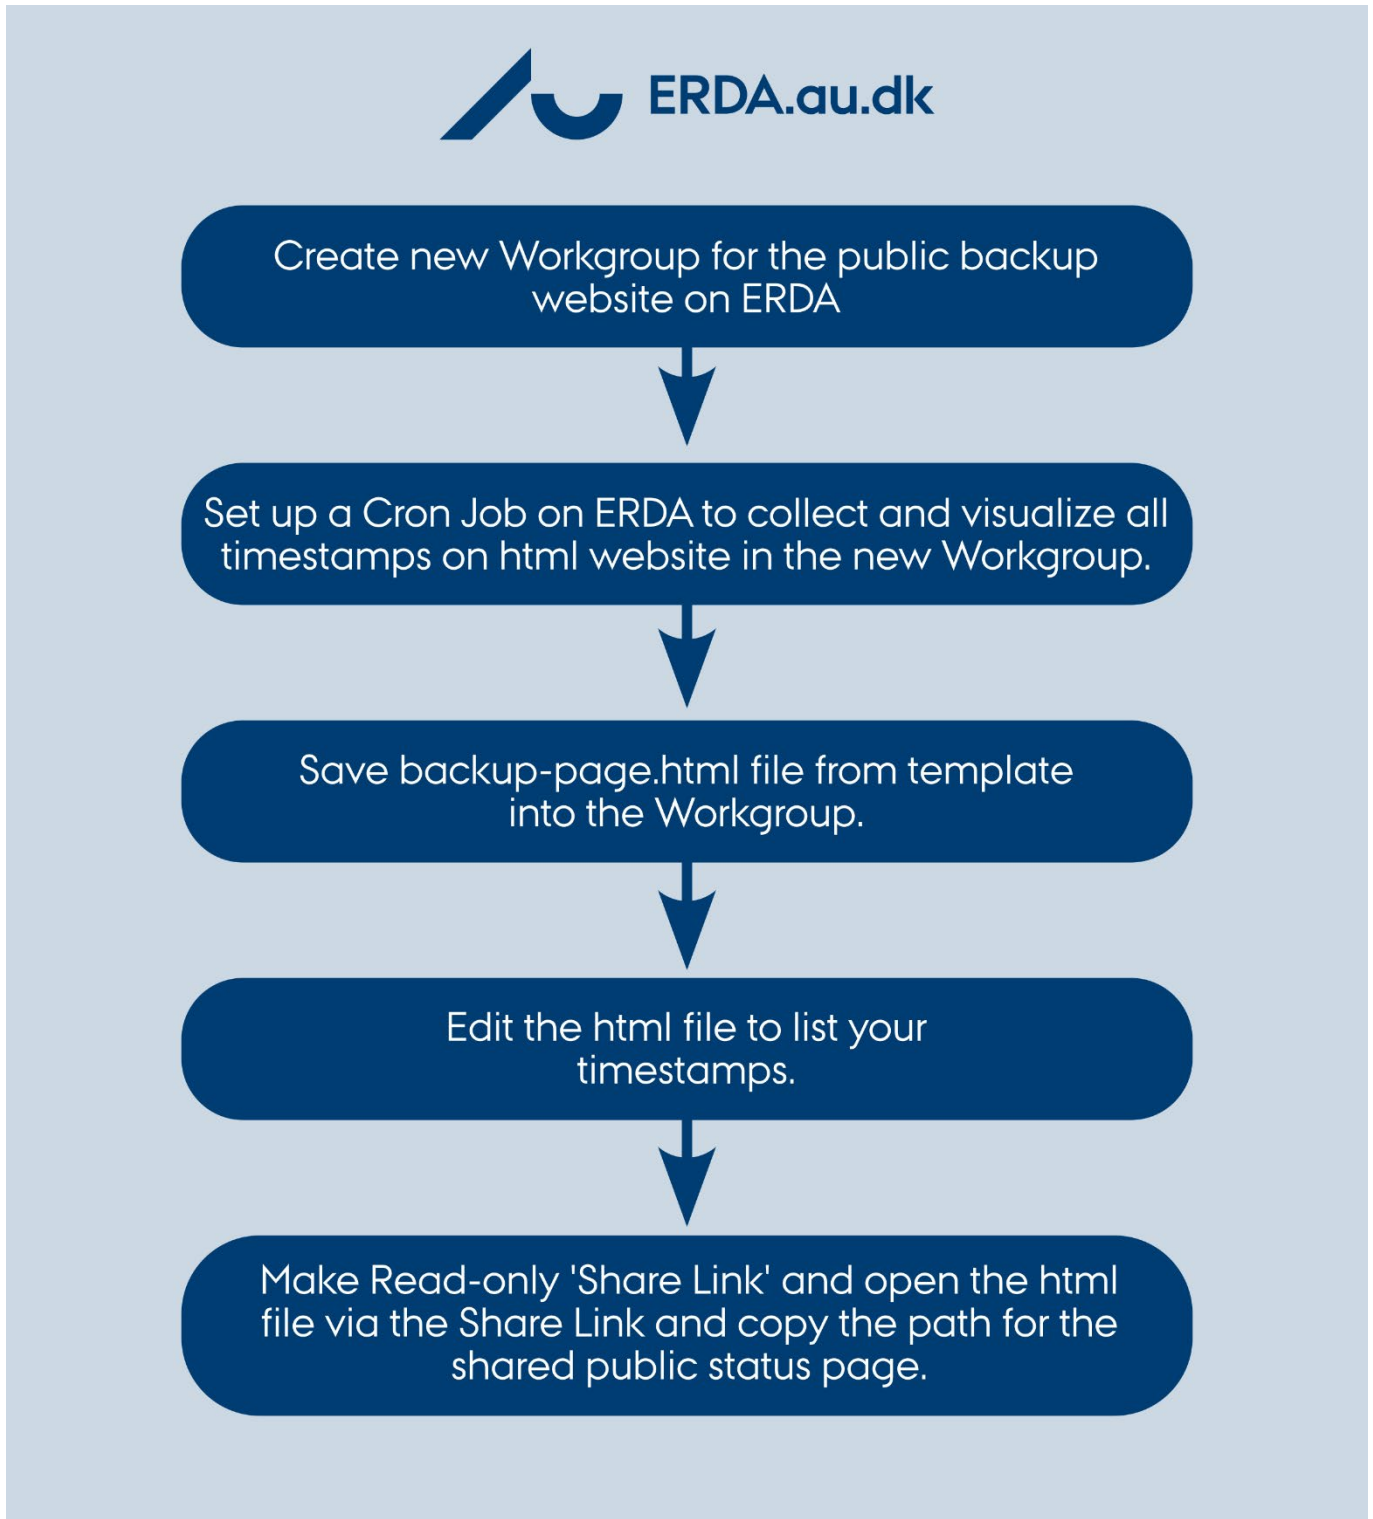 ERDA.au.dk
Create new Workgroup for the public backup
website on ERDA
Set up a Cron Job on ERDA to collect and visualize all
timestamps on html website in the new Workgroup.
Save backup-page.html file from template
into the Workgroup.
Edit the html file to list your
timestamps.
Make Read-only 'Share Link' and open the html
file via the Share Link and copy the path for the
shared public status page.